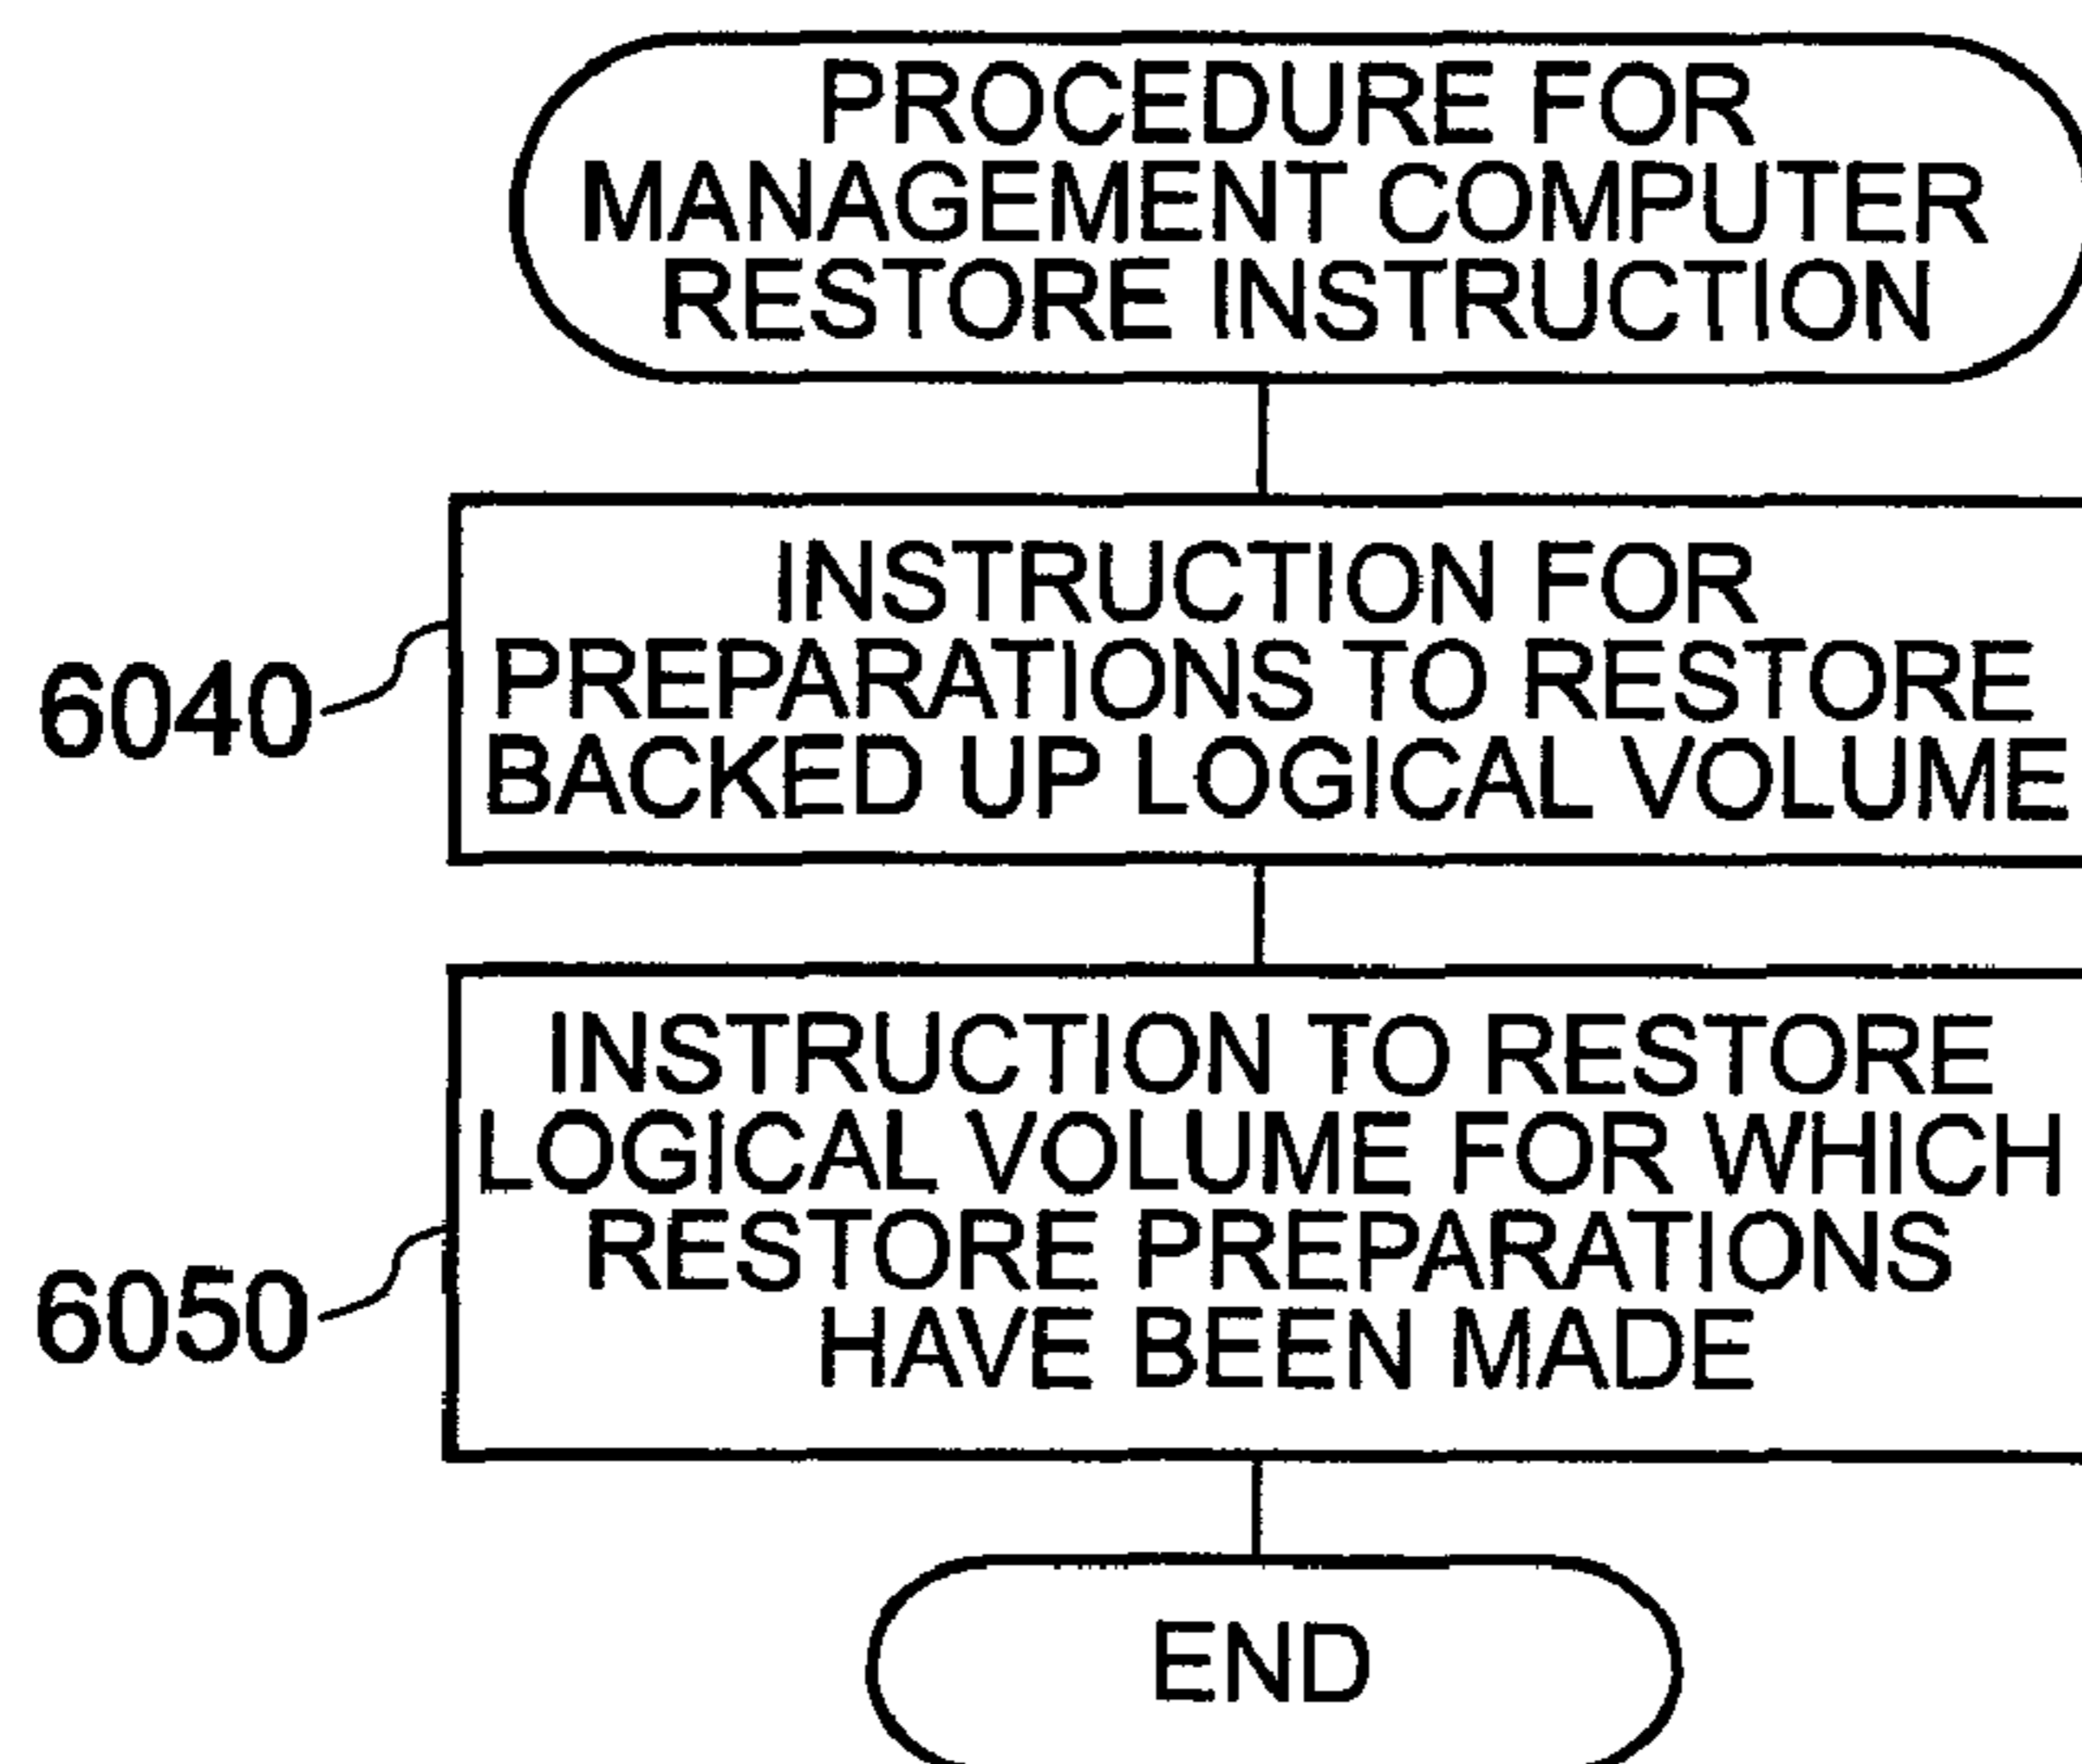 PROCEDURE FOR
MANAGEMENT COMPUTER
RESTORE INSTRUCTION
6040
INSTRUCTION FOR
PREPARATIONS TO RESTORE
BACKED UP LOGICAL VOLUME
6050
INSTRUCTION TO RESTORE
LOGICAL VOLUME FOR WHICH
RESTORE PREPARATIONS
HAVE BEEN MADE
END